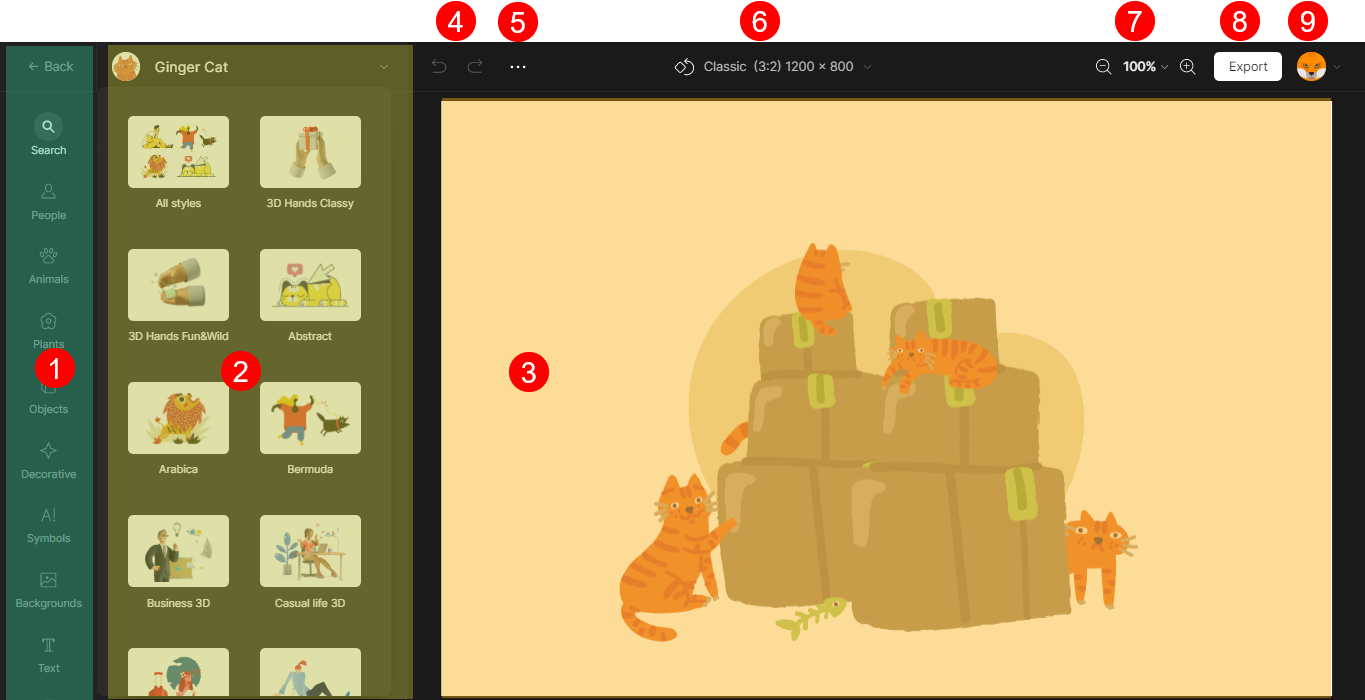 4 5 6 7 8 9
← Back
Ginger Cat
Classic (3:2) 1200 × 800
100%
Export
Search
People
Animals
Plants
Objects
Decorative
A!
Symbols
Backgrounds
T
Text
All styles
3D Hands Classy
3D Hands Fun&Wild
Abstract
1
2
3
Arabica
Bermuda
Business 3D
Casual life 3D